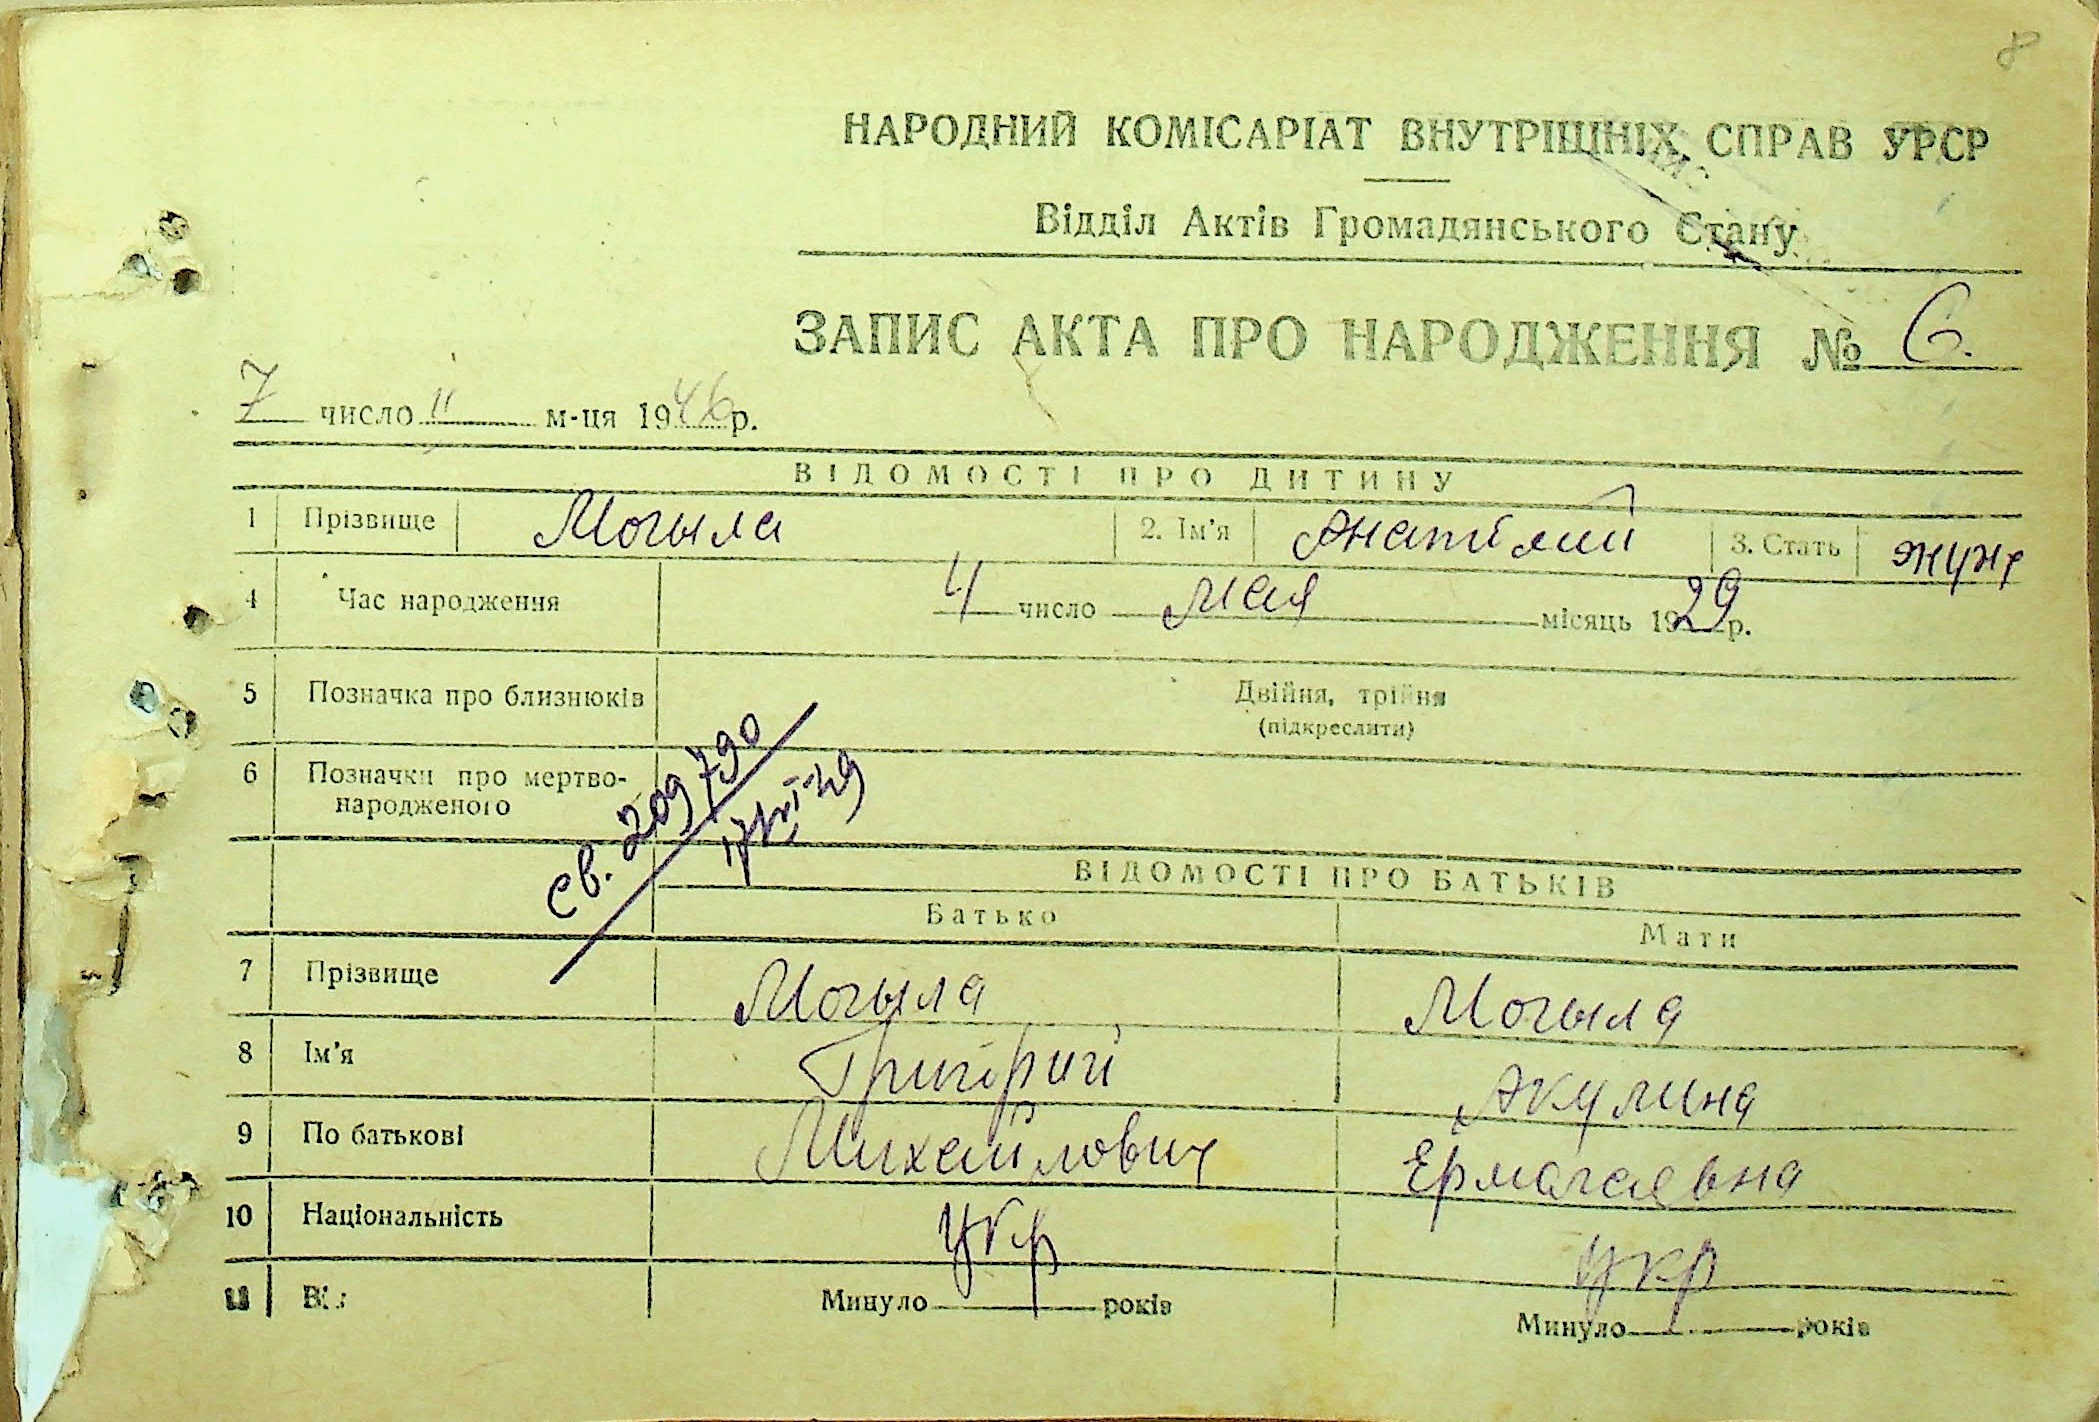 8
НАРОДНИЙ КОМІСАРІАТ ВНУТРІШНІХ СПРАВ УРСР
Відділ Актів Громадянського Стану
ЗАПИС АКТА ПРО НАРОДЖЕННЯ № 6.
7 число II м-ця 1946 р.
ВІДОМОСТІ ПРО ДИТИНУ
1 Прізвище Могыла 2. Ім'я Анатолий 3. Стать
4 Час народження 4 число мая місяць 1929 р.
5 Позначка про близнюків Двійня, трійня
(підкреслити)
6 Позначки про мертво-
народженого
св. 209790
ВІДОМОСТІ ПРО БАТЬКІВ
Батько Мати
7 Прізвище Могыла Могыла
8 Ім'я Григорий Акулина
9 По батькові Михайлович
10 Національність укр укр
11 Вік Минуло років Минуло років